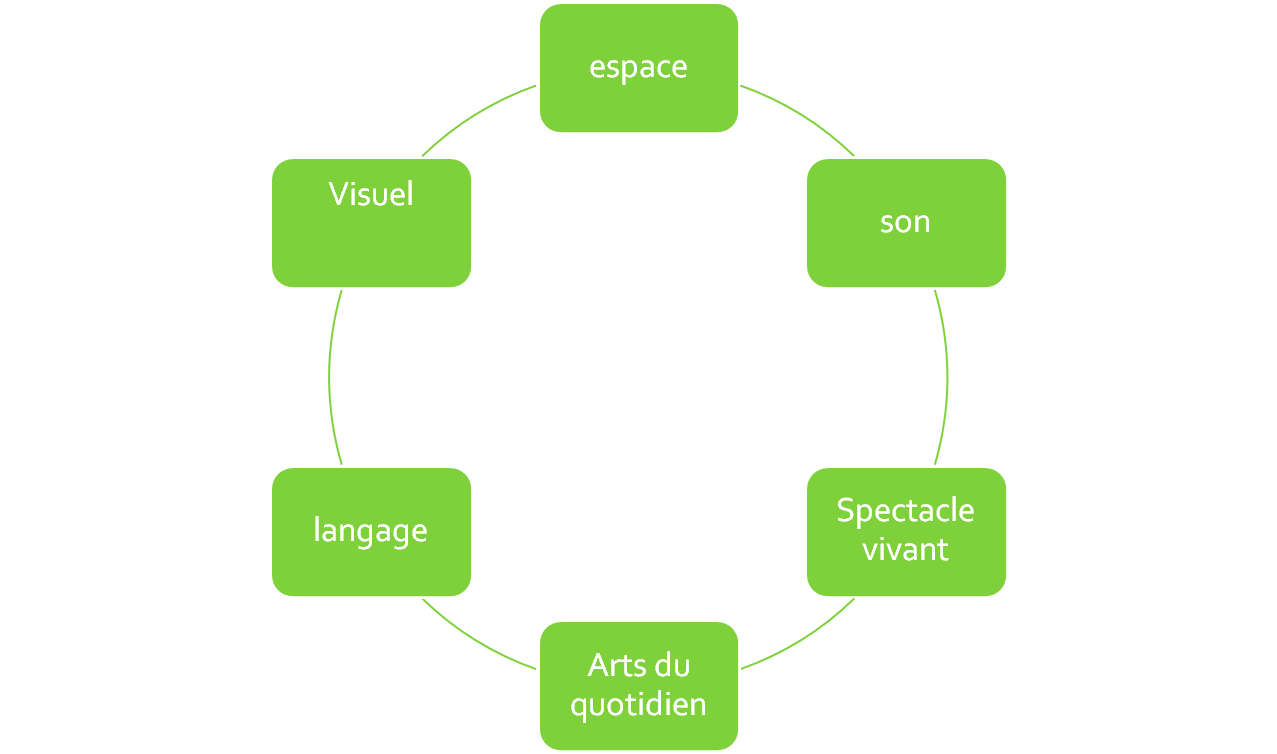 espace
Visuel
son
langage
Spectacle
vivant
Arts du
quotidien